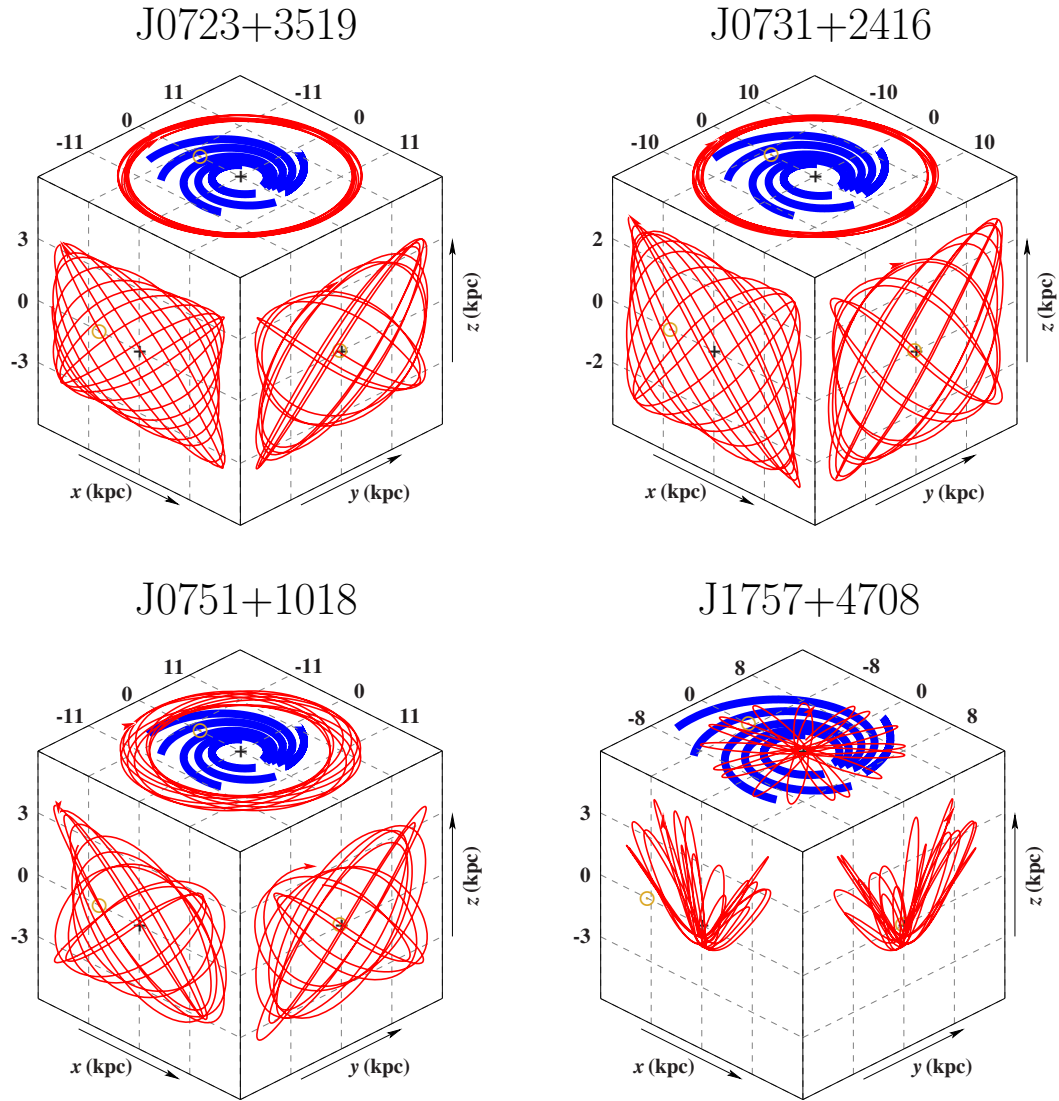 J0723+3519
11
-11
0
0
-11
11
3
0
-3
z (kpc)
x (kpc)
y (kpc)
J0731+2416
10
-10
0
0
-10
10
2
0
-2
z (kpc)
x (kpc)
y (kpc)
J0751+1018
11
-11
0
0
-11
11
3
0
-3
z (kpc)
x (kpc)
y (kpc)
J1757+4708
8
-8
0
0
-8
8
3
0
-3
z (kpc)
x (kpc)
y (kpc)